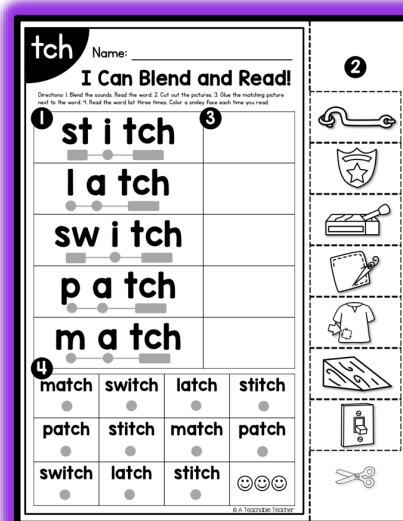 tch
Name:
I Can Blend and Read!
Directions: 1. Blend the sounds. Read the word. 2. Cut out the pictures. 3. Glue the matching picture
next to the word. 4. Read the word list three times. Color a smiley face each time you read.
1
3
2
st i tch
l a tch
sw i tch
p a tch
m a tch
4
match switch latch stitch
patch stitch match patch
switch latch stitch
© A Teachable Teacher